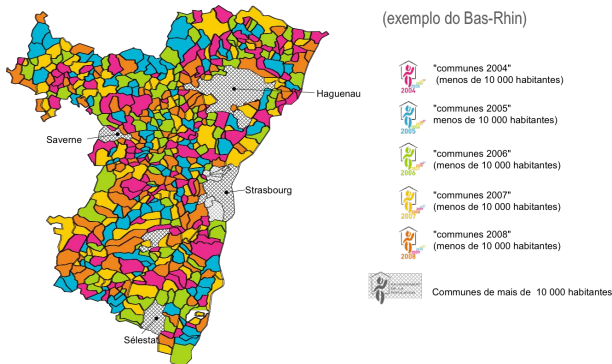 (exemplo do Bas-Rhin)
Haguenau
Saverne
Strasbourg
Sélestat
2004
"communes 2004"
(menos de 10 000 habitantes)
2005
"communes 2005"
menos de 10 000 habitantes)
2006
"communes 2006"
(menos de 10 000 habitantes)
2007
"communes 2007"
(menos de 10 000 habitantes)
2008
"communes 2008"
(menos de 10 000 habitantes)
Communes de mais de 10 000 habitantes